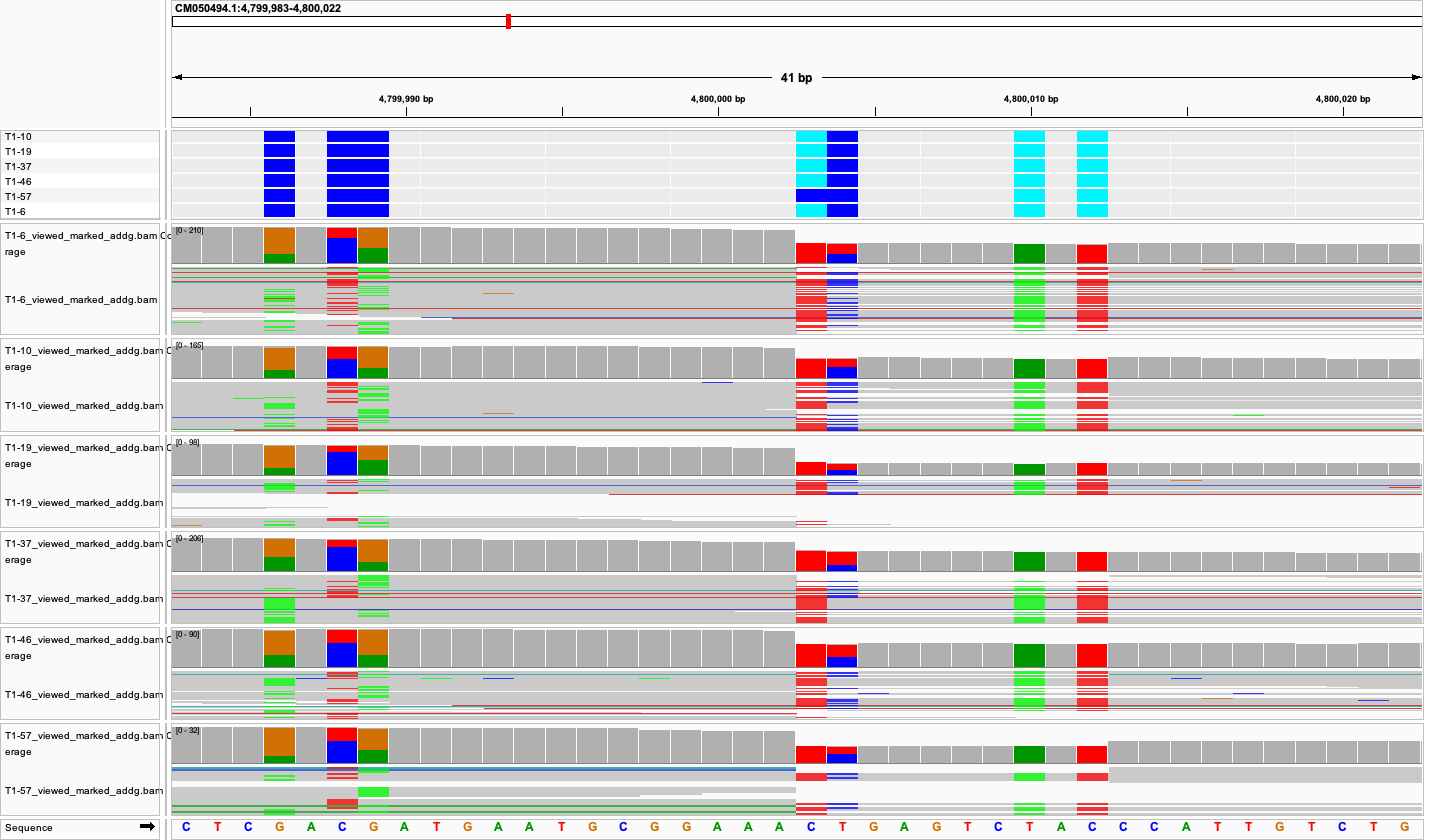 CM050494.1:4,799,983-4,800,022
41 bp
4,799,990 bp 4,800,000 bp 4,800,010 bp 4,800,020 bp
T1-10
T1-19
T1-37
T1-46
T1-57
T1-6
T1-6_viewed_marked_addg.bam Co
rage
[0 - 210]
T1-6_viewed_marked_addg.bam
T1-10_viewed_marked_addg.bam C
erage
[0 - 165]
T1-10_viewed_marked_addg.bam
T1-19_viewed_marked_addg.bam C
erage
[0 - 98]
T1-19_viewed_marked_addg.bam
T1-37_viewed_marked_addg.bam C
erage
[0 - 206]
T1-37_viewed_marked_addg.bam
T1-46_viewed_marked_addg.bam C
erage
[0 - 90]
T1-46_viewed_marked_addg.bam
T1-57_viewed_marked_addg.bam C
erage
[0 - 32]
T1-57_viewed_marked_addg.bam
Sequence C T C G A C G A T G A A T G C G G A A A C T G A G T C T A C C C A T T G T C T G